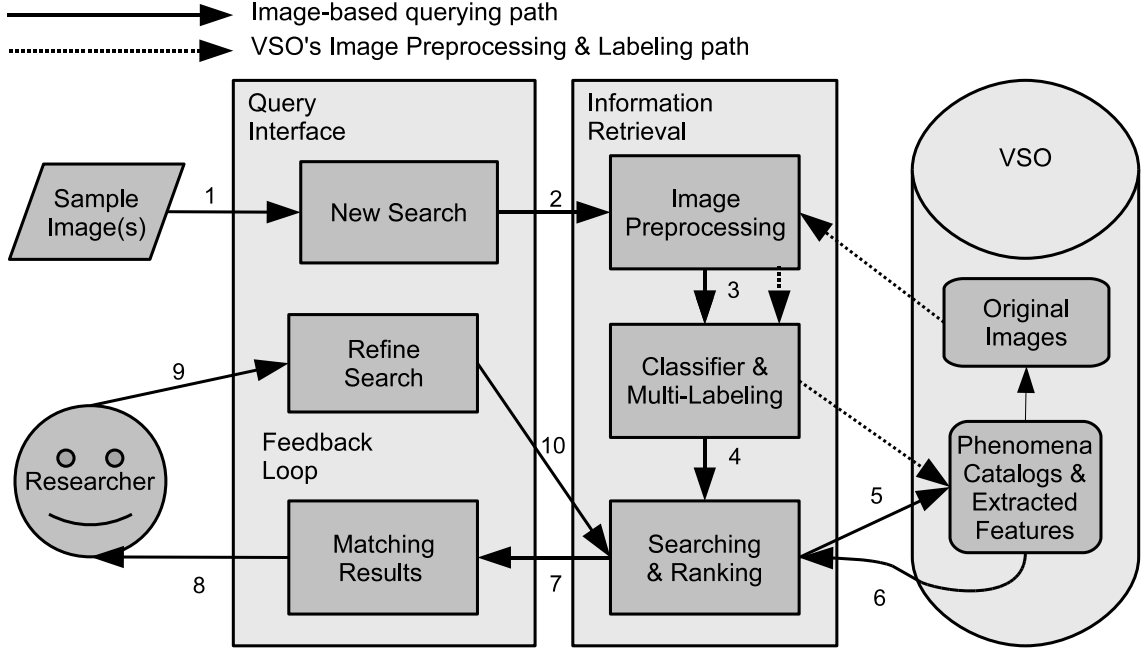 Image-based querying path
VSO's Image Preprocessing & Labeling path
Query
Interface
Information
Retrieval
VSO
Sample
Image(s)
1
New Search
2
Image
Preprocessing
3
Original
Images
9
Refine
Search
Classifier &
Multi-Labeling
Feedback
Loop
10
4
Researcher
Phenomena
Catalogs &
Extracted
Features
5
8
Matching
Results
7
Searching
& Ranking
6